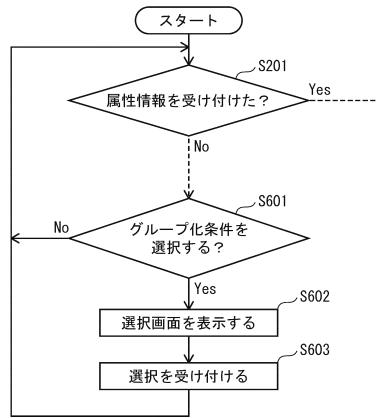 スタート
S201
属性情報を受け付けた？
Yes
No
S601
グループ化条件を
選択する？
No
Yes
S602
選択画面を表示する
S603
選択を受け付ける